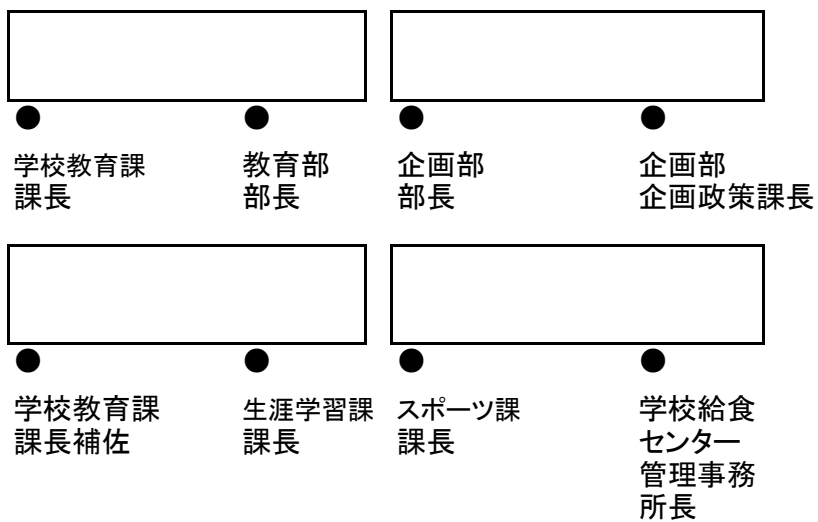 ●
●
●
●
学校教育課
課長
教育部
部長
企画部
部長
企画部
企画政策課長
●
●
●
●
学校教育課
課長補佐
生涯学習課
課長
スポーツ課
課長
学校給食
センター
管理事務
所長